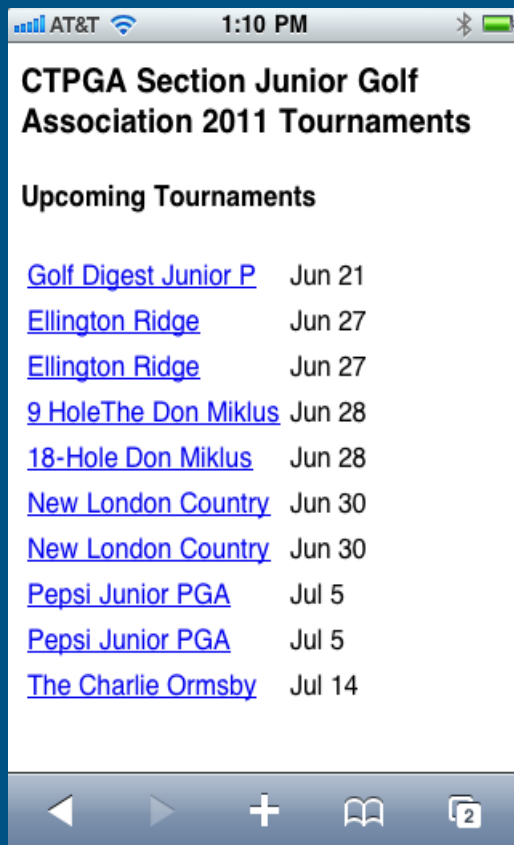 AT&T 1:10 PM
CTPGA Section Junior Golf
Association 2011 Tournaments
Upcoming Tournaments
Golf Digest Junior P Jun 21
Ellington Ridge Jun 27
Ellington Ridge Jun 27
9 HoleThe Don Miklus Jun 28
18-Hole Don Miklus Jun 28
New London Country Jun 30
New London Country Jun 30
Pepsi Junior PGA Jul 5
Pepsi Junior PGA Jul 5
The Charlie Ormsby Jul 14
2